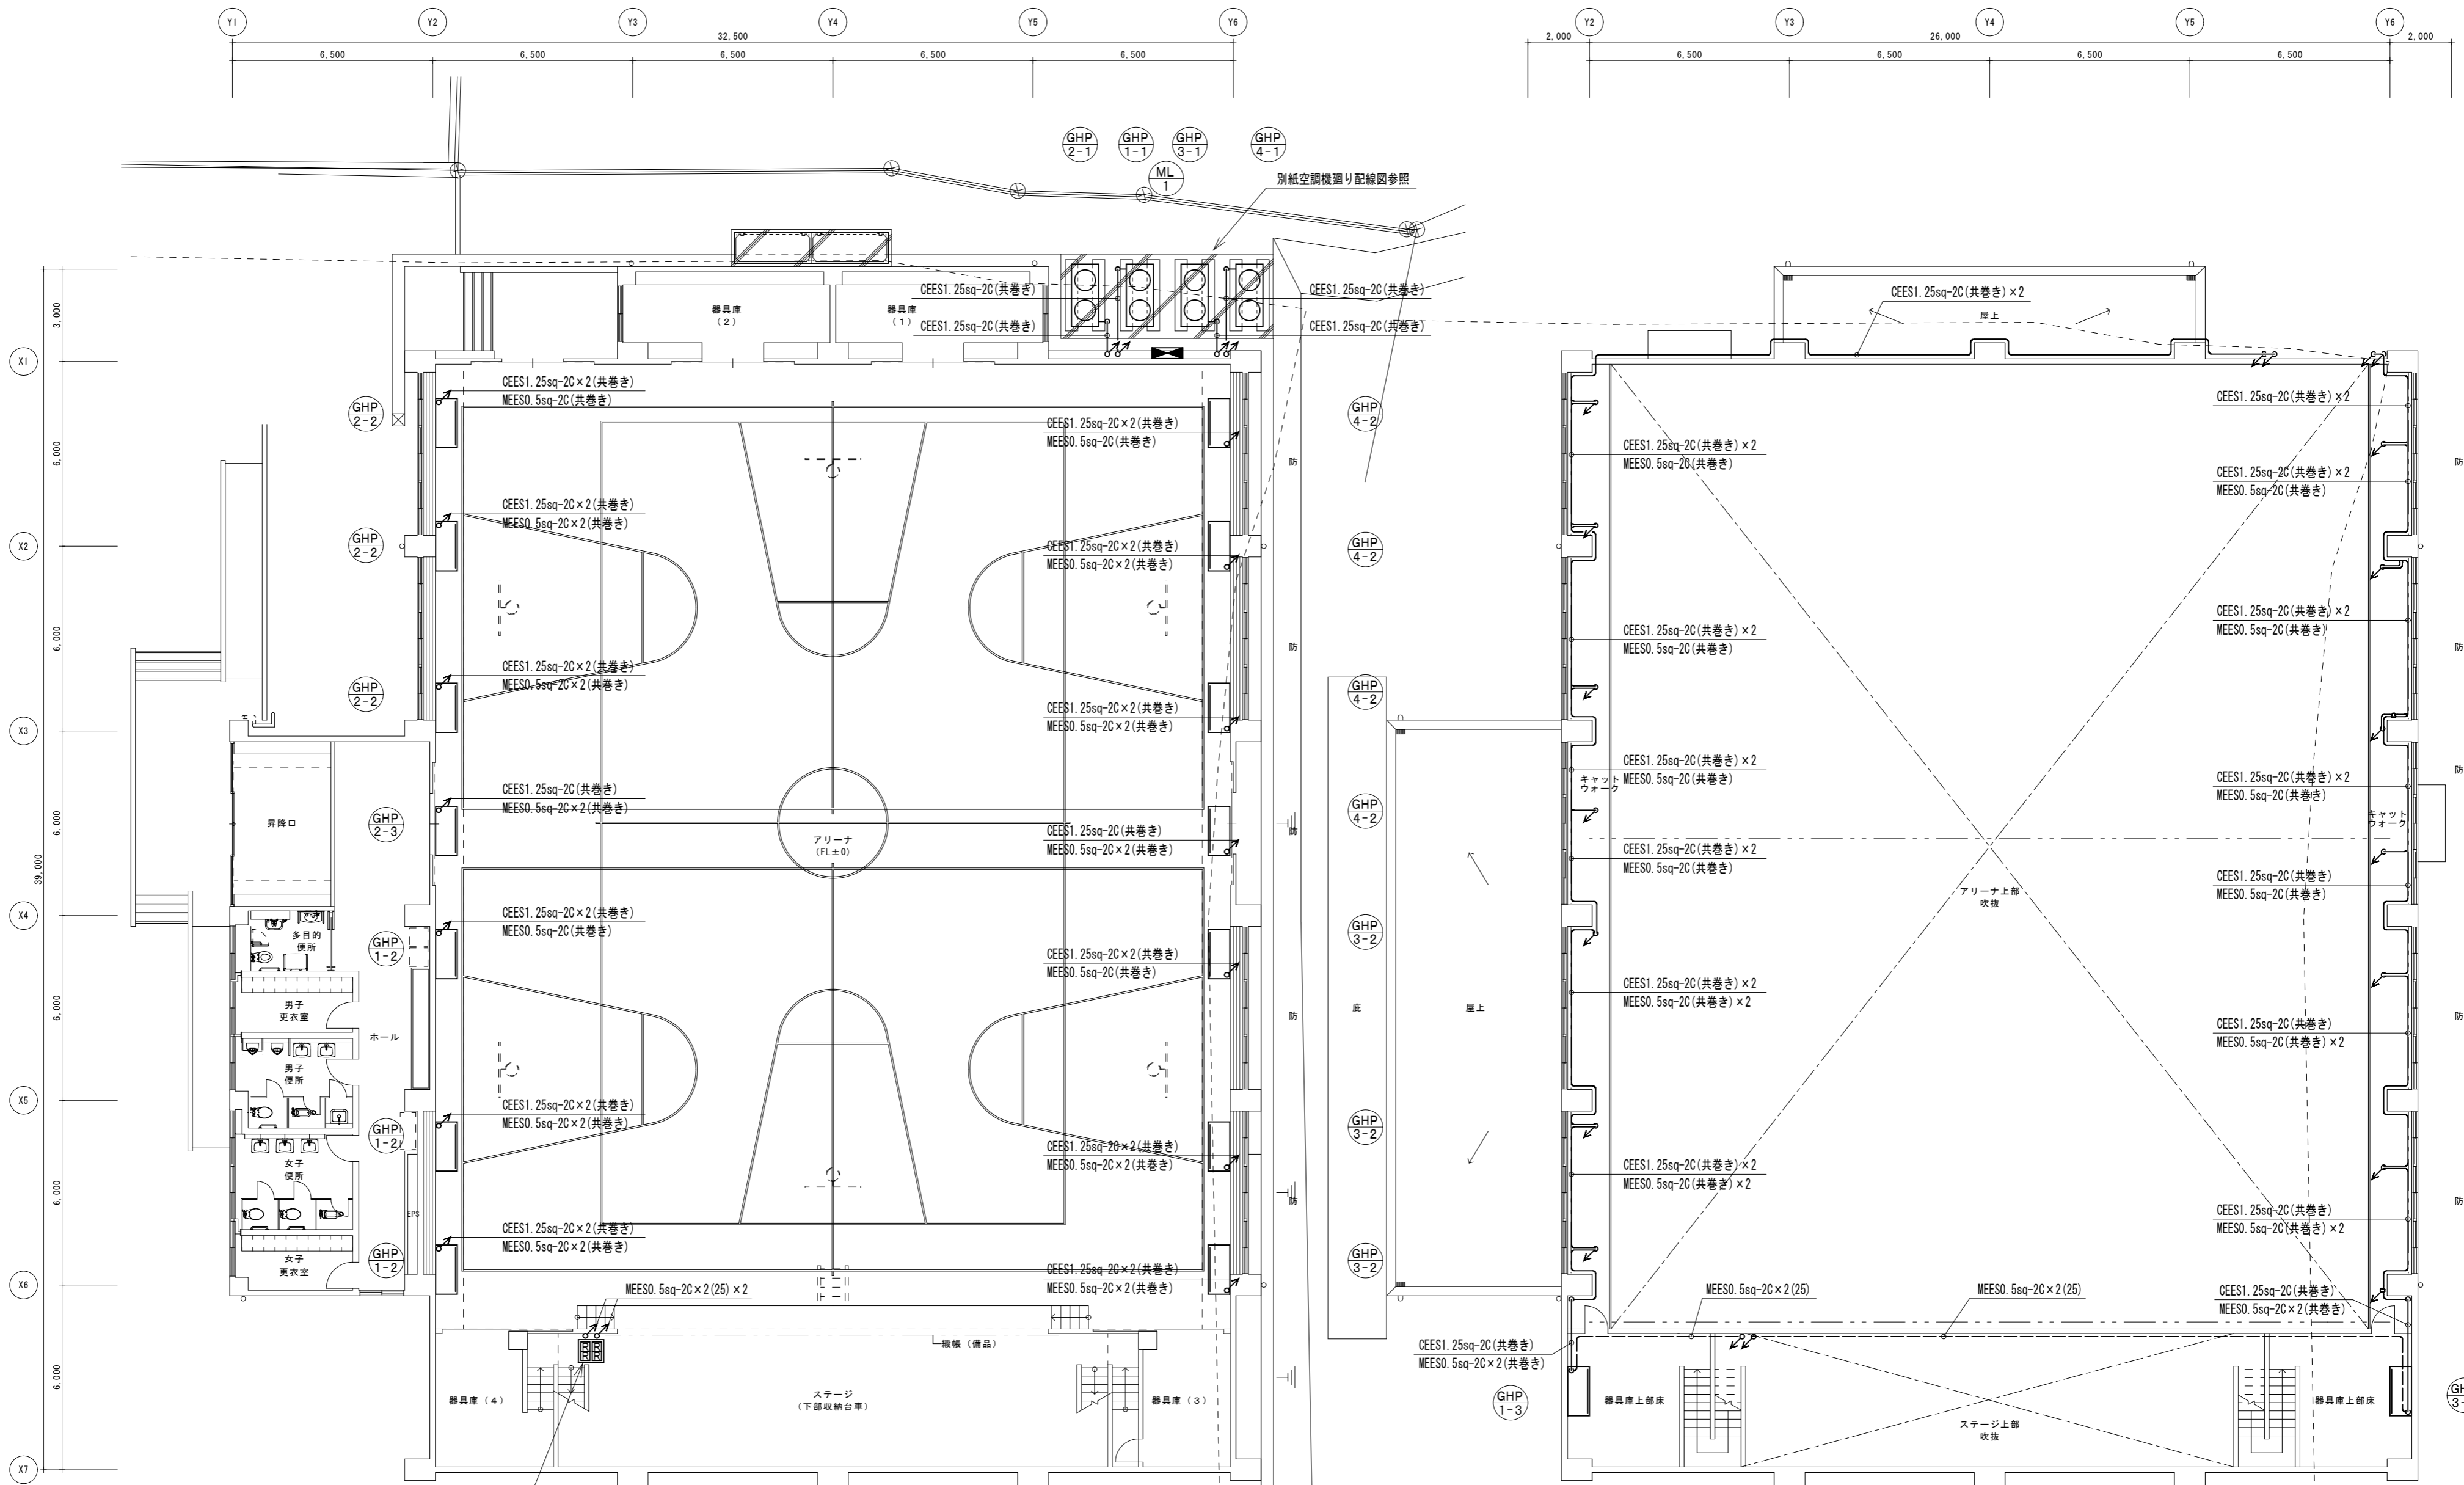 Y1 Y2 Y3 Y4 Y5 Y6
32,500
6,500 6,500 6,500 6,500 6,500
Y2 Y3 Y4 Y5 Y6
2,000 26,000 2,000
6,500 6,500 6,500 6,500
GHP 2-1
GHP 1-1
GHP 3-1
GHP 4-1
ML 1
別紙空調機廻り配線図参照
X1
X2
X3
X4
X5
X6
X7
39,000
3,000
6,000
6,000
6,000
6,000
6,000
6,000
器具庫
(2)
器具庫
(1)
CEES1.25sq-2C(共巻き)
CEES1.25sq-2C(共巻き)
CEES1.25sq-2C(共巻き)
CEES1.25sq-2C(共巻き)
GHP 2-2
CEES1.25sq-2C×2(共巻き)
MEES0.5sq-2C(共巻き)
GHP 2-2
CEES1.25sq-2C×2(共巻き)
MEES0.5sq-2C×2(共巻き)
GHP 2-2
CEES1.25sq-2C×2(共巻き)
MEES0.5sq-2C×2(共巻き)
GHP 2-3
CEES1.25sq-2C(共巻き)
MEES0.5sq-2C×2(共巻き)
GHP 1-2
CEES1.25sq-2C×2(共巻き)
MEES0.5sq-2C(共巻き)
GHP 1-2
CEES1.25sq-2C×2(共巻き)
MEES0.5sq-2C×2(共巻き)
GHP 1-2
CEES1.25sq-2C×2(共巻き)
MEES0.5sq-2C×2(共巻き)
CEES1.25sq-2C×2(共巻き)
MEES0.5sq-2C(共巻き)
GHP 4-2
CEES1.25sq-2C×2(共巻き)
MEES0.5sq-2C×2(共巻き)
GHP 4-2
CEES1.25sq-2C×2(共巻き)
MEES0.5sq-2C×2(共巻き)
GHP 4-2
CEES1.25sq-2C(共巻き)
MEES0.5sq-2C×2(共巻き)
GHP 4-2
CEES1.25sq-2C×2(共巻き)
MEES0.5sq-2C(共巻き)
GHP 3-2
CEES1.25sq-2C×2(共巻き)
MEES0.5sq-2C×2(共巻き)
GHP 3-2
CEES1.25sq-2C×2(共巻き)
MEES0.5sq-2C×2(共巻き)
GHP 3-2
防
防
防
防
防
昇降口
アリーナ
(FL±0)
多目的
便所
男子
更衣室
ホール
男子
便所
女子
便所
EPS
女子
更衣室
MEES0.5sq-2C×2(25)×2
緞帳（備品）
器具庫（4）
ステージ
(下部収納台車)
器具庫（3）
庇
屋上
CEES1.25sq-2C(共巻き)×2
屋上
CEES1.25sq-2C(共巻き)×2
MEES0.5sq-2C(共巻き)
CEES1.25sq-2C(共巻き)×2
MEES0.5sq-2C(共巻き)
CEES1.25sq-2C(共巻き)×2
MEES0.5sq-2C(共巻き)
キャット
ウォーク
CEES1.25sq-2C(共巻き)×2
MEES0.5sq-2C(共巻き)
CEES1.25sq-2C(共巻き)×2
MEES0.5sq-2C(共巻き)×2
CEES1.25sq-2C(共巻き)×2
MEES0.5sq-2C(共巻き)×2
CEES1.25sq-2C(共巻き)×2
CEES1.25sq-2C(共巻き)×2
MEES0.5sq-2C(共巻き)
CEES1.25sq-2C(共巻き)×2
MEES0.5sq-2C(共巻き)
CEES1.25sq-2C(共巻き)×2
MEES0.5sq-2C(共巻き)
キャット
ウォーク
CEES1.25sq-2C(共巻き)
MEES0.5sq-2C(共巻き)
CEES1.25sq-2C(共巻き)
MEES0.5sq-2C(共巻き)×2
CEES1.25sq-2C(共巻き)
MEES0.5sq-2C(共巻き)×2
防
防
防
防
防
アリーナ上部
吹抜
MEES0.5sq-2C×2(25)
MEES0.5sq-2C×2(25)
CEES1.25sq-2C(共巻き)
MEES0.5sq-2C×2(共巻き)
CEES1.25sq-2C(共巻き)
MEES0.5sq-2C×2(共巻き)
GHP 1-3
器具庫上部床
ステージ上部
吹抜
器具庫上部床